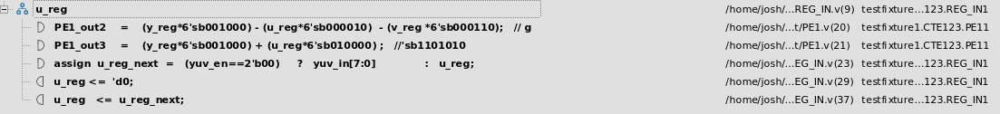 u_reg /home/josh/...REG_IN.v(9) testfixture...123.REG_IN1
PE1_out2 = (y_reg*6'sb001000) - (u_reg*6'sb000010) - (v_reg *6'sb000110); // g /home/josh/...t/PE1.v(20) testfixture1.CTE123.PE11
PE1_out3 = (y_reg*6'sb001000) + (u_reg*6'sb010000) ; //'sb1101010 /home/josh/...t/PE1.v(21) testfixture1.CTE123.PE11
assign u_reg_next = (yuv_en==2'b00) ? yuv_in[7:0] : u_reg; /home/josh/...EG_IN.v(23) testfixture...123.REG_IN1
u_reg <= 'd0; /home/josh/...EG_IN.v(29) testfixture...123.REG_IN1
u_reg <= u_reg_next; /home/josh/...EG_IN.v(37) testfixture...123.REG_IN1